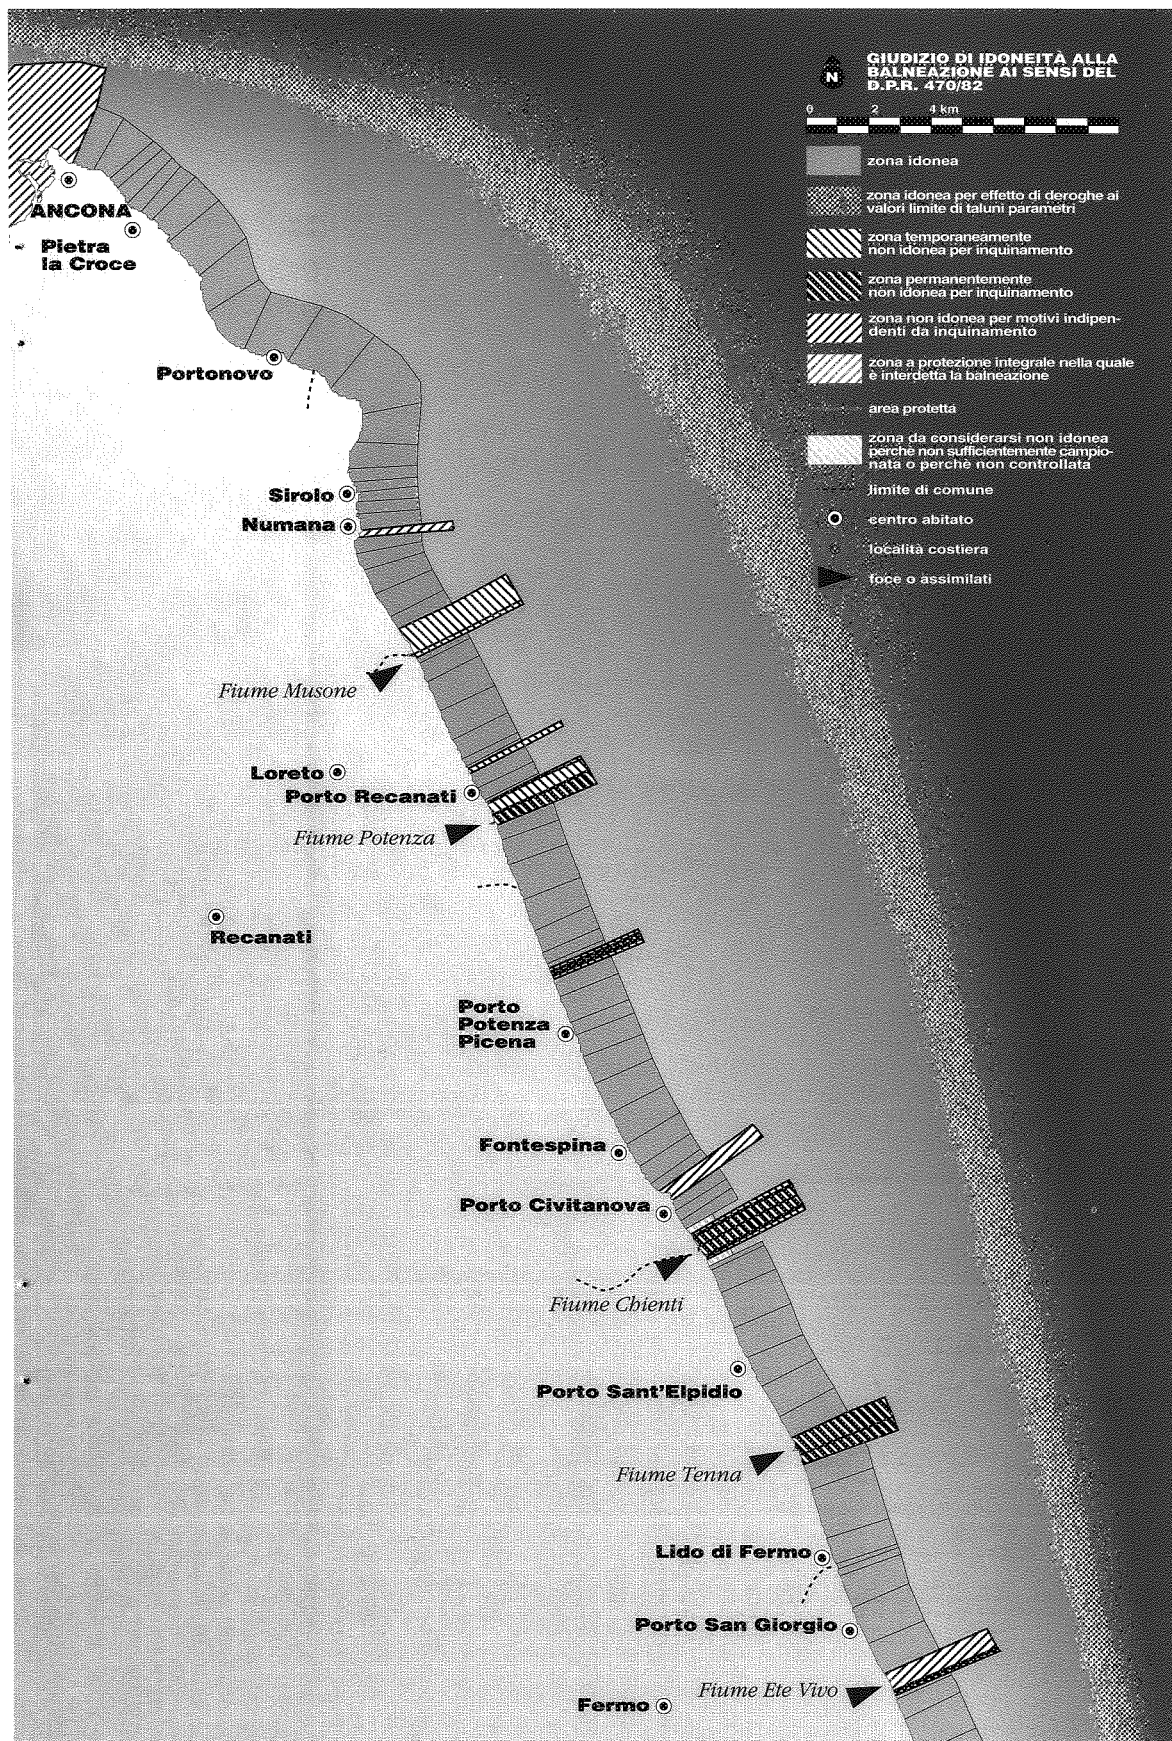 GIUDIZIO DI IDONEITÀ ALLA
BALNEAZIONE AI SENSI DEL
D.P.R. 470/82
N
0 2 4 km
zona idonea
zona idonea per effetto di deroghe ai
valori limite di taluni parametri
zona temporaneamente
non idonea per inquinamento
zona permanentemente
non idonea per inquinamento
zona non idonea per motivi indipen-
denti da inquinamento
zona a protezione integrale nella quale
è interdetta la balneazione
area protetta
zona da considerarsi non idonea
perchè non sufficientemente campio-
nata o perchè non controllata
limite di comune
centro abitato
località costiera
foce o assimilati
ANCONA
Pietra
la Croce
Portonovo
Sirolo
Numana
Fiume Musone
Loreto
Porto Recanati
Fiume Potenza
Recanati
Porto
Potenza
Picena
Fontespina
Porto Civitanova
Fiume Chienti
Porto Sant'Elpidio
Fiume Tenna
Lido di Fermo
Porto San Giorgio
Fiume Ete Vivo
Fermo